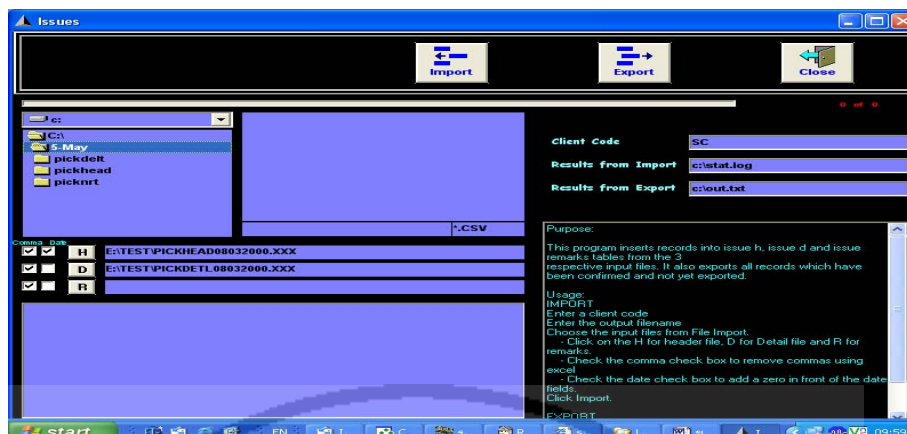 Issues
Import
Export
Close
0 of 0
c:
C:\
5-May
pickdelt
pickhead
picknrt
*.CSV
Client Code
SC
Results from Import
c:\stat.log
Results from Export
c:\out.txt
Comma Date
H E:\TEST\PICKHEAD08032000.XXX
D E:\TEST\PICKDETL08032000.XXX
R
Purpose:
This program inserts records into issue h, issue d and issue
remarks tables from the 3
respective input files. It also exports all records which have
been confirmed and not yet exported.
Usage:
IMPORT
Enter a client code
Enter the output filename
Choose the input files from File Import.
- Click on the H for header file, D for Detail file and R for
remarks.
- Check the comma check box to remove commas using
excel
- Check the date check box to add a zero in front of the date
fields.
Click Import.
EXPORT
start
EN
09:59